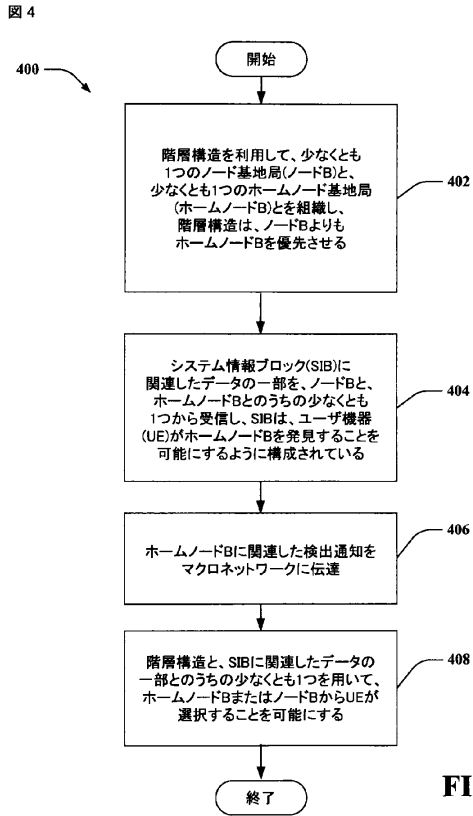 図 4
400
開始
階層構造を利用して、少なくとも
1つのノード基地局(ノードB)と、
少なくとも1つのホームノード基地局
(ホームノードB)とを組織し、
階層構造は、ノードBよりも
ホームノードBを優先させる
402
システム情報ブロック(SIB)に
関連したデータの一部を、ノードBと、
ホームノードBとのうちの少なくとも
1つから受信し、SIBは、ユーザ機器
(UE)がホームノードBを発見することを
可能にするように構成されている
404
ホームノードBに関連した検出通知を
マクロネットワークに伝達
406
階層構造と、SIBに関連したデータの
一部とのうちの少なくとも1つを用いて、
ホームノードBまたはノードBからUEが
選択することを可能にする
408
終了
FI